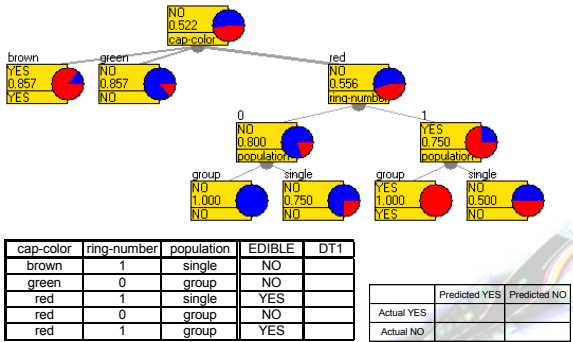 NO
0.522
cap-color
brown green red
YES NO NO
0.857 0.857 0.556
YES NO ring-number
0 1
NO YES
0.800 0.750
population population
group single group single
NO NO YES NO
1.000 0.750 1.000 0.500
NO NO YES NO
cap-color ring-number population EDIBLE DT1
brown 1 single NO
green 0 group NO
red 1 single YES
red 0 group NO
red 1 group YES
Predicted YES Predicted NO
Actual YES
Actual NO